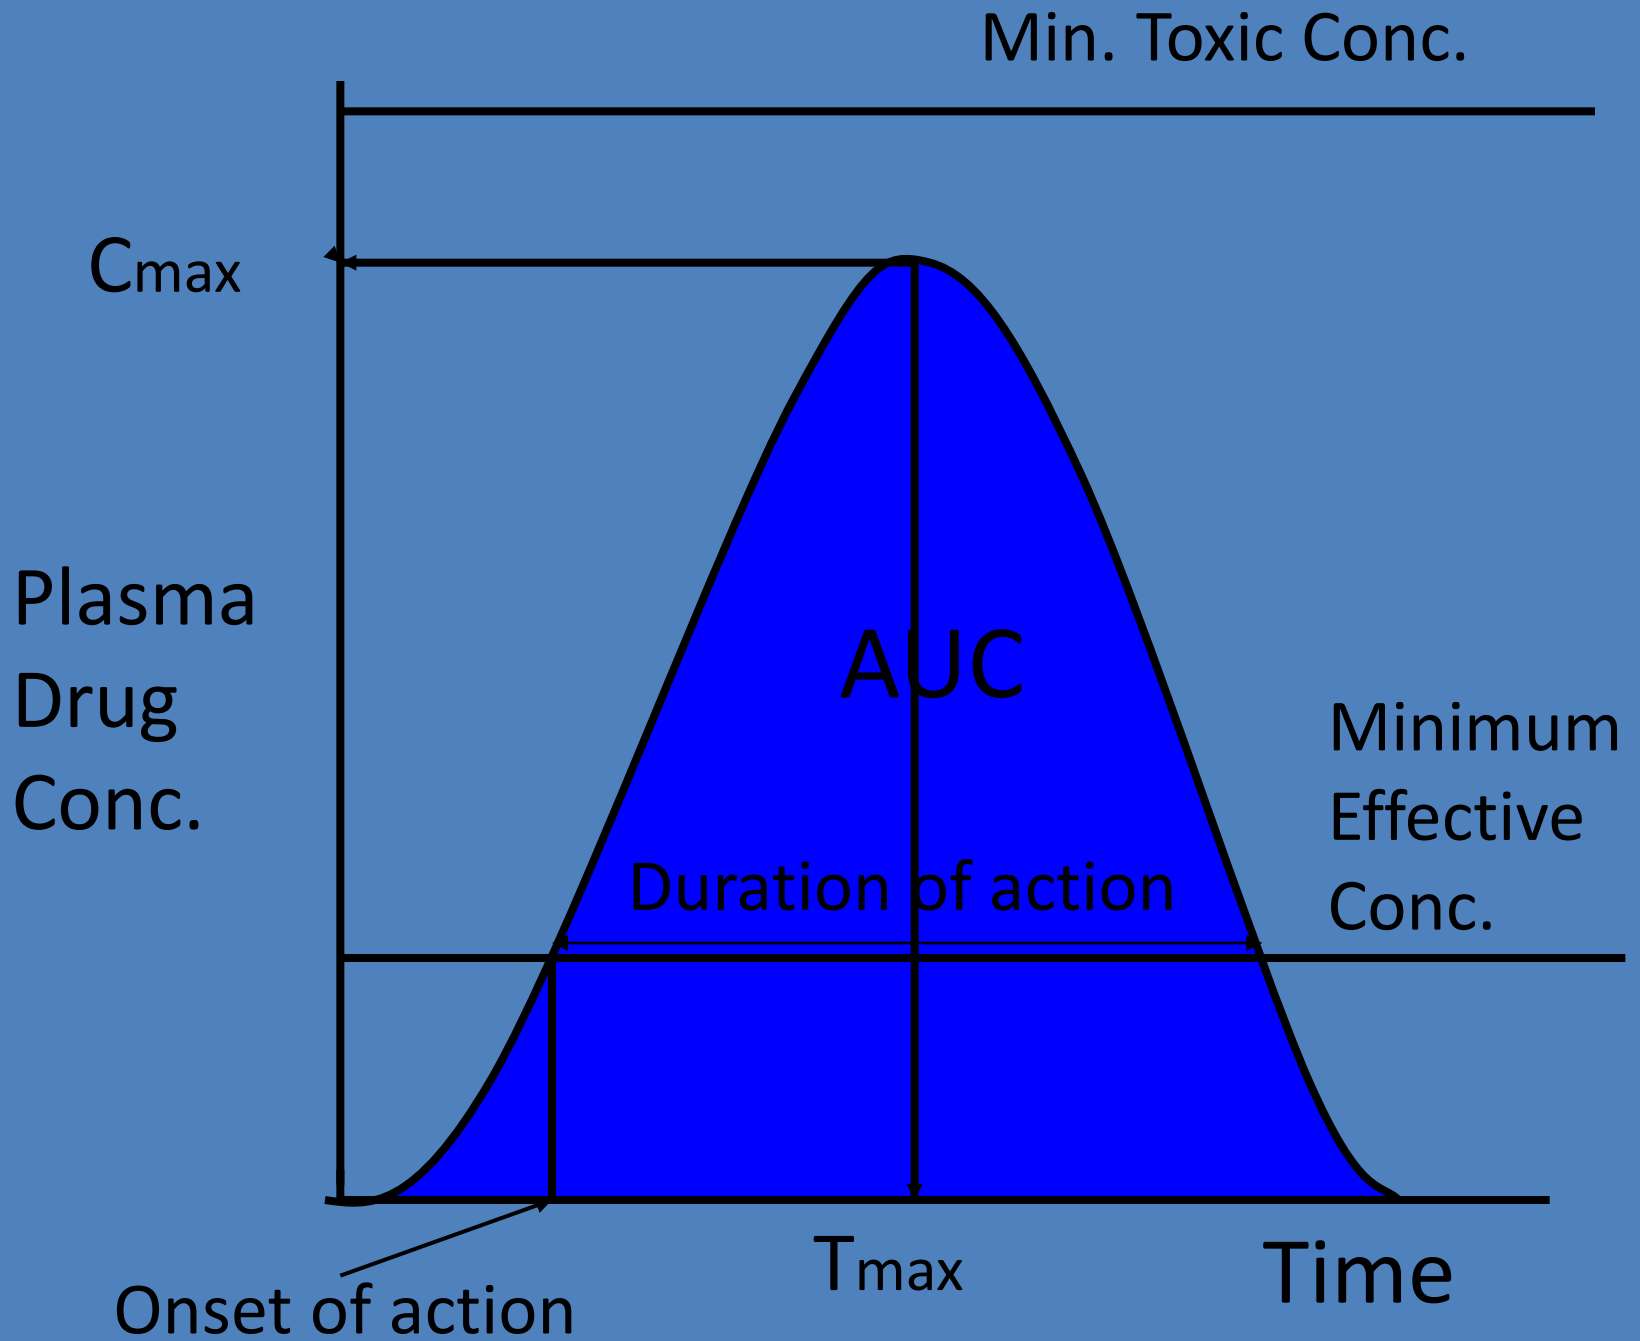 Min. Toxic Conc.
Cmax
Plasma
Drug
Conc.
AUC
Minimum
Effective
Conc.
Duration of action
Tmax
Time
Onset of action